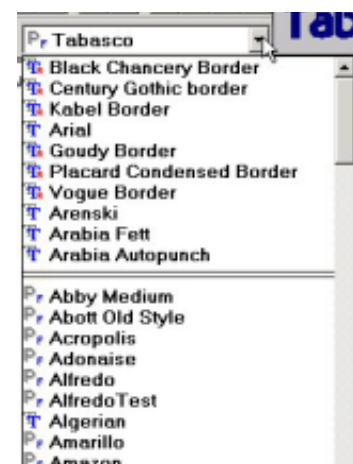 Tab
Tabasco
Black Chancery Border
Century Gothic border
Kabel Border
Arial
Goudy Border
Placard Condensed Border
Vogue Border
Arenski
Arabia Fett
Arabia Autopunch
Abby Medium
Abott Old Style
Acropolis
Adonaise
Alfredo
AlfredoTest
Algerian
Amarillo
Amazon